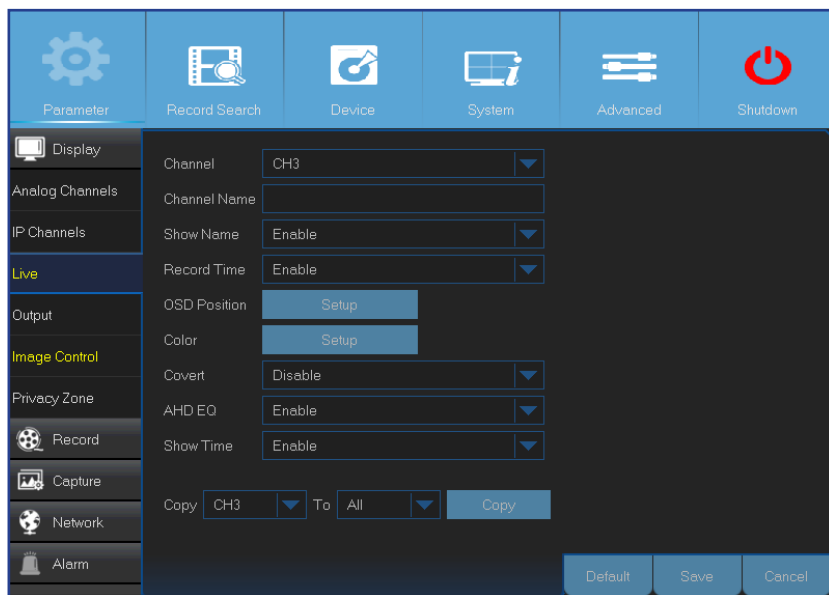 Parameter
Record Search
Device
System
Advanced
Shutdown
Display
Analog Channels
IP Channels
Live
Output
Image Control
Privacy Zone
Record
Capture
Network
Alarm
Channel CH3
Channel Name
Show Name Enable
Record Time Enable
OSD Position Setup
Color Setup
Covert Disable
AHD EQ Enable
Show Time Enable
Copy CH3 To All Copy
Default Save Cancel